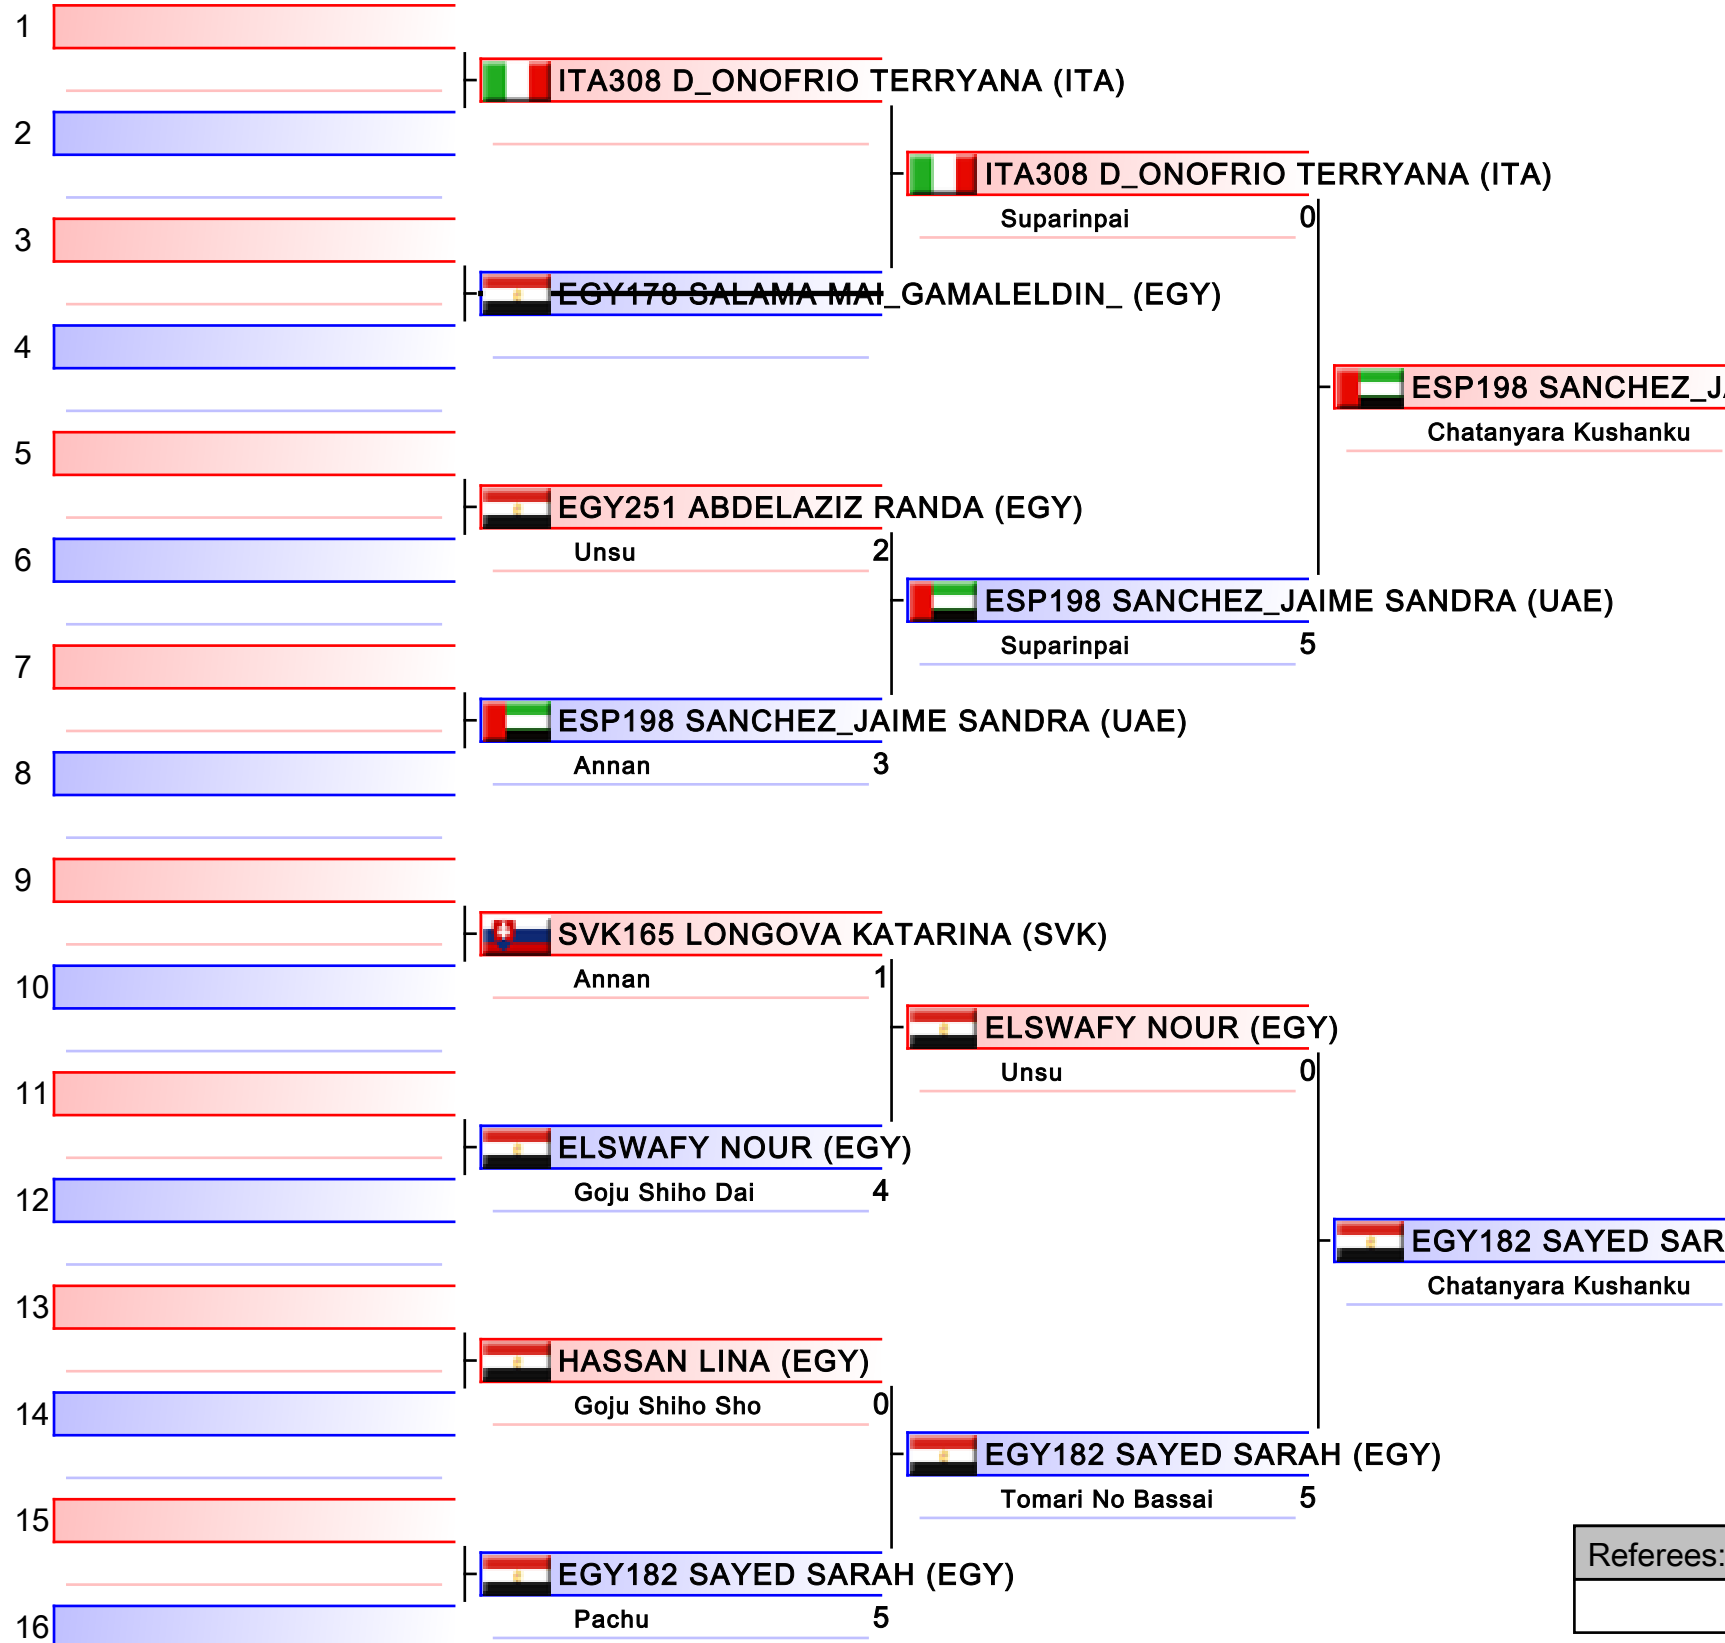 1
ITA308 D_ONOFRIO TERRYANA (ITA)
2
ITA308 D_ONOFRIO TERRYANA (ITA)
Suparinpai 0
3
EGY178 SALAMA MAI_GAMALELDIN_ (EGY)
4
ESP198 SANCHEZ_JA
Chatanyara Kushanku
5
EGY251 ABDELAZIZ RANDA (EGY)
Unsu 2
6
ESP198 SANCHEZ_JAIME SANDRA (UAE)
Suparinpai 5
7
ESP198 SANCHEZ_JAIME SANDRA (UAE)
Annan 3
8
9
SVK165 LONGOVA KATARINA (SVK)
Annan 1
10
ELSWAFY NOUR (EGY)
Unsu 0
11
ELSWAFY NOUR (EGY)
Goju Shiho Dai 4
12
EGY182 SAYED SAR
Chatanyara Kushanku
13
HASSAN LINA (EGY)
Goju Shiho Sho 0
14
EGY182 SAYED SARAH (EGY)
Tomari No Bassai 5
15
Referees:
EGY182 SAYED SARAH (EGY)
Pachu 5
16